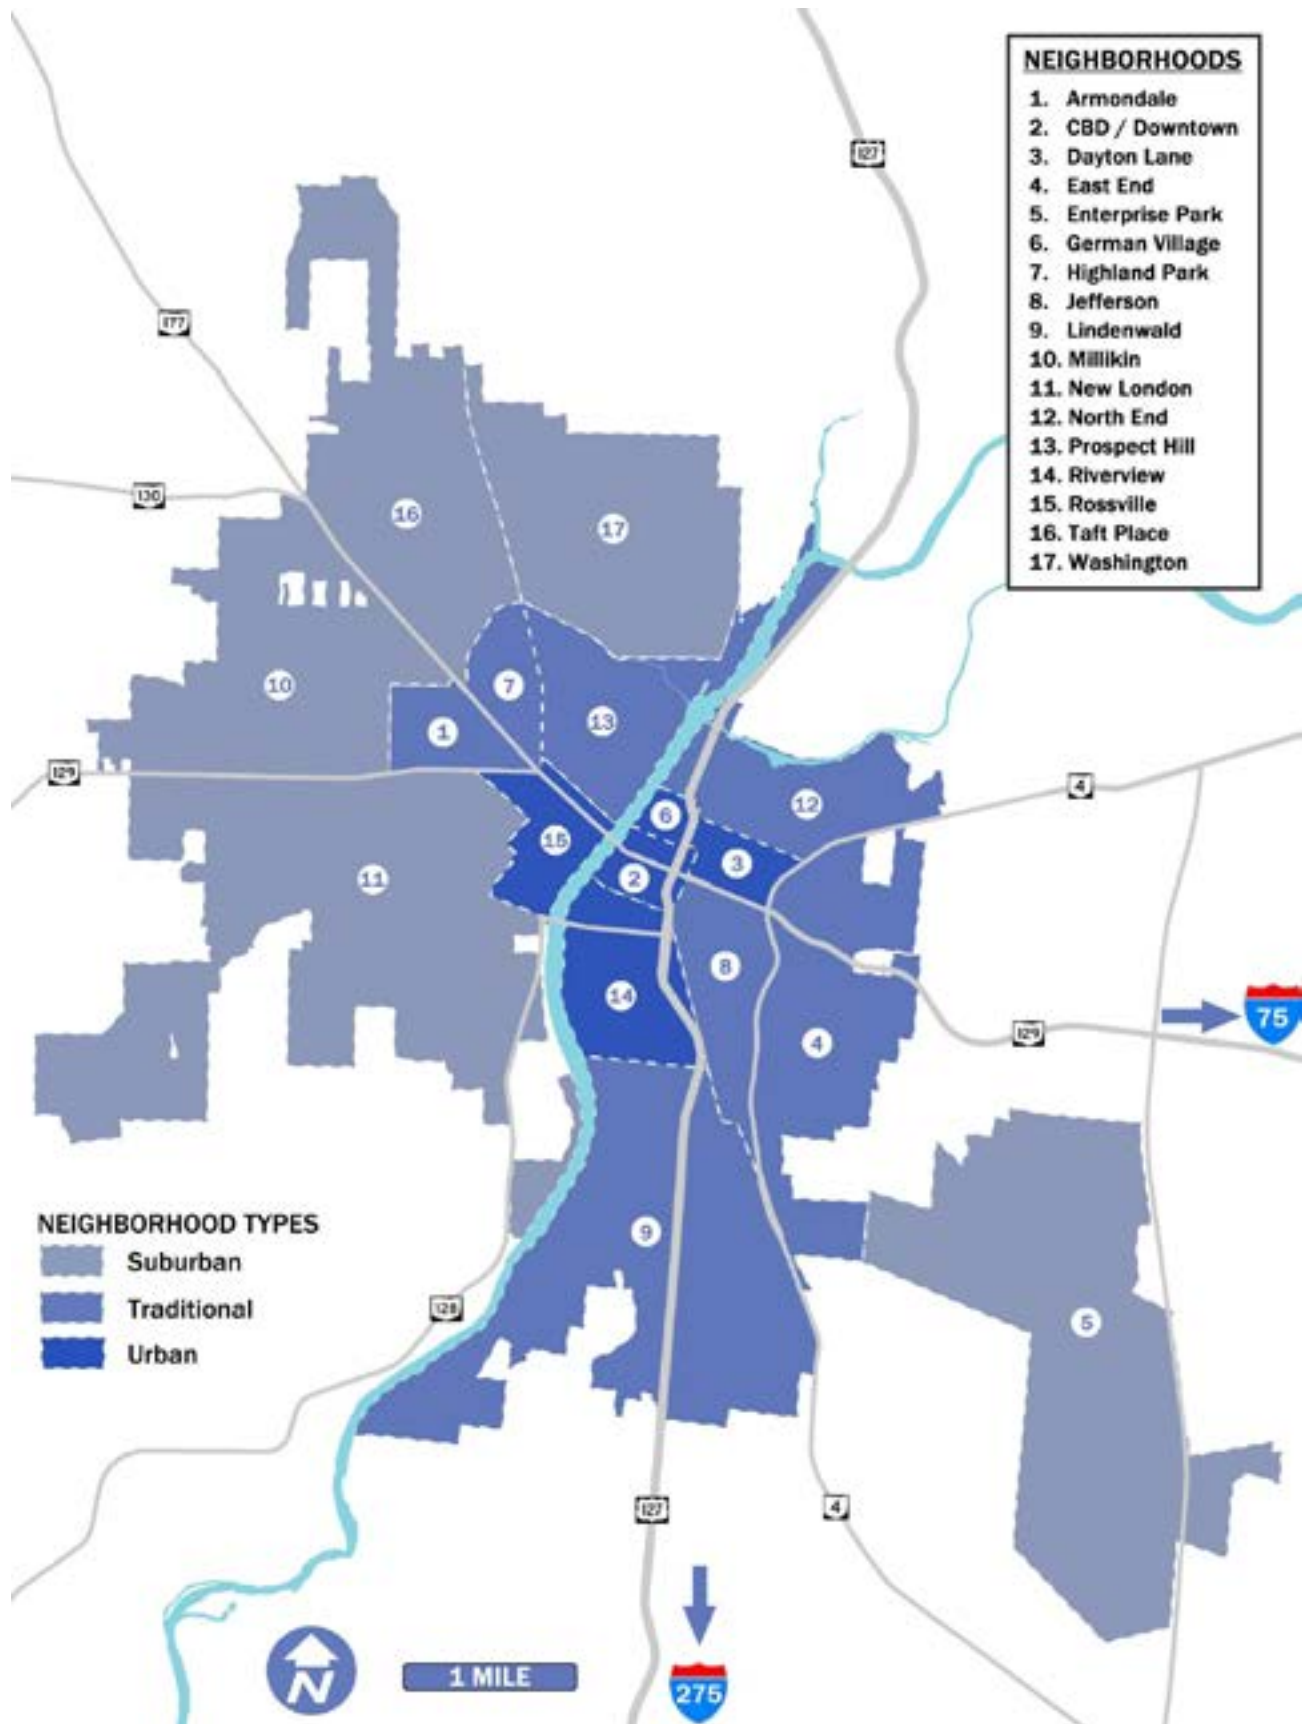 NEIGHBORHOODS
1. Armondale
2. CBD / Downtown
3. Dayton Lane
4. East End
5. Enterprise Park
6. German Village
7. Highland Park
8. Jefferson
9. Lindenwald
10. Millikin
11. New London
12. North End
13. Prospect Hill
14. Riverview
15. Rossville
16. Taft Place
17. Washington
127
177
130
16
17
10
7
1
13
129
4
12
6
15
3
2
11
8
14
75
4
129
NEIGHBORHOOD TYPES
Suburban
Traditional
Urban
9
128
5
127
4
N
1 MILE
275